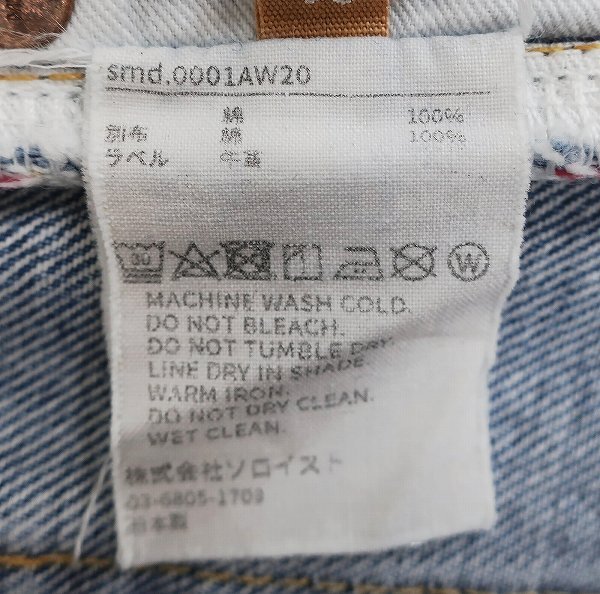 smd.0001AW20
綿 100%
別布 綿 100%
ラベル 牛革
30
W
MACHINE WASH COLD.
DO NOT BLEACH.
DO NOT TUMBLE DRY.
LINE DRY IN SHADE
WARM IRON.
DO NOT DRY CLEAN.
WET CLEAN.
株式会社ソロイスト
03-6805-1703
日本製